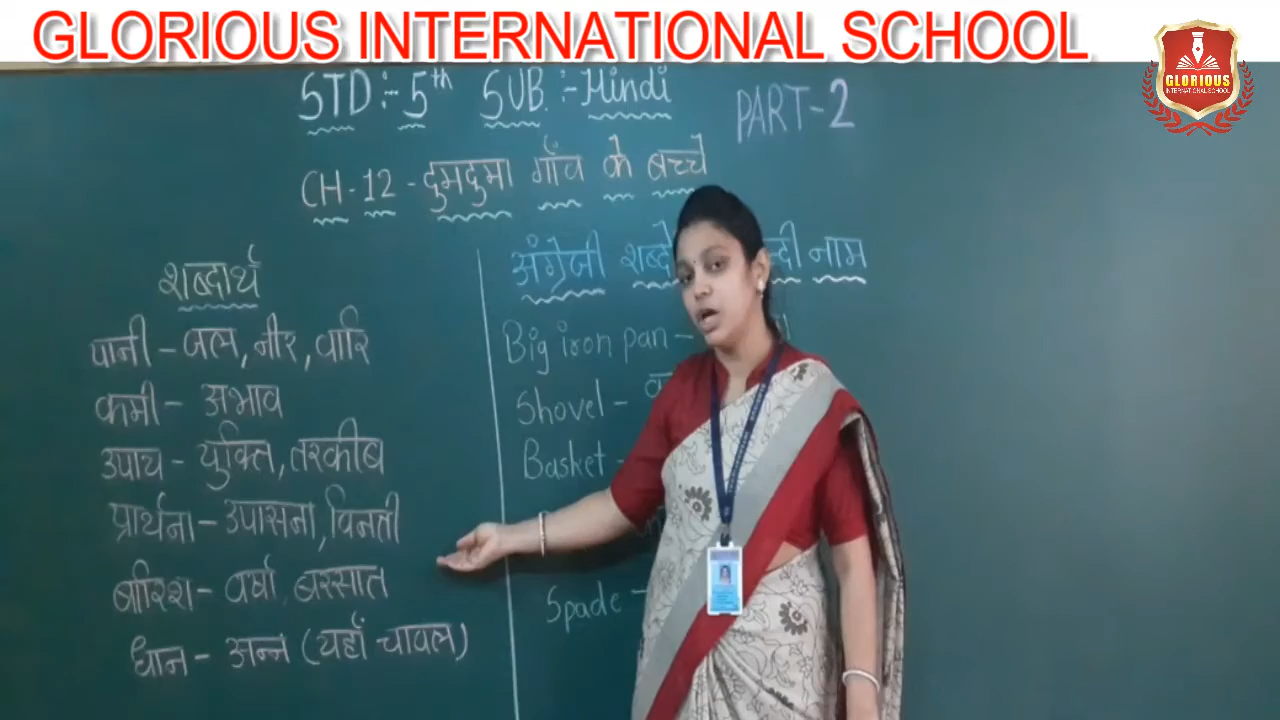 GLORIOUS INTERNATIONAL SCHOOL
GLORIOUS
INTERNATIONAL SCHOOL
STD:- 5th SUB:- Hindi
PART-2
CH-12 - दुमदुमा गाँव के बच्चे
शब्दार्थ
पानी - जल, नीर, वारि
कमी - अभाव
उपाय - युक्ति, तरकीब
प्रार्थना - उपासना, विनती
बारिश - वर्षा, बरसात
धान - अन्न (यहाँ चावल)
अंग्रेजी नाम
Big iron pan -
Shovel -
Basket -
Spade -